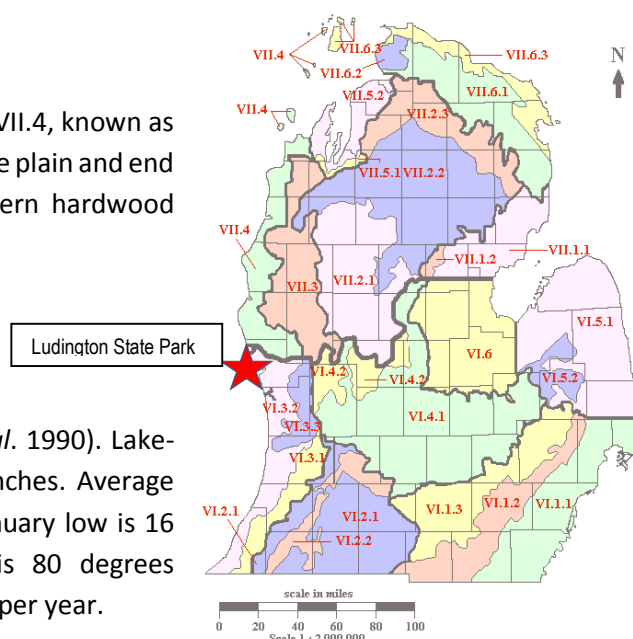 VII.4, known as
e plain and end
ern hardwood
Ludington State Park
l. 1990). Lake-
nches. Average
nuary low is 16
is 80 degrees
per year.
VII.4
VII.6.3
VII.6.3
VII.6.2
N
VII.5.2
VII.6.1
VII.4
VII.2.3
VII.5.1
VII.2.2
VII.4
VII.1.1
VII.1.2
VII.3
VII.2.1
VI.5.1
VI.6
VI.4.2
VI.4.2
VI.5.2
VI.3.2
VI.4.1
VI.3.3
VI.3.1
VI.1.2
VI.1.1
VI.1.3
VI.2.1
VI.2.1
VI.2.2
scale in miles
0 20 40 60 80 100
Scale 1 : 2,000,000